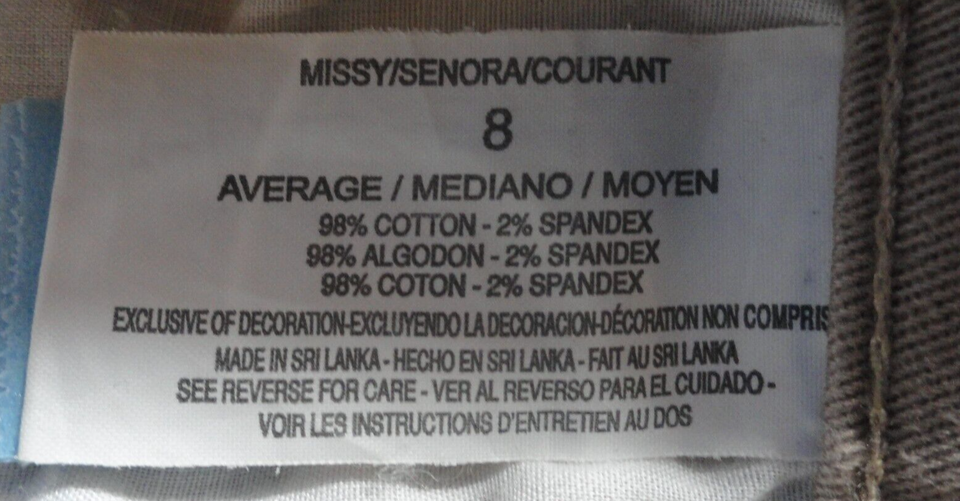 MISSY/SENORA/COURANT
8
AVERAGE / MEDIANO / MOYEN
98% COTTON - 2% SPANDEX
98% ALGODON - 2% SPANDEX
98% COTON - 2% SPANDEX
EXCLUSIVE OF DECORATION-EXCLUYENDO LA DECORACION-DÉCORATION NON COMPRIS
MADE IN SRI LANKA - HECHO EN SRI LANKA - FAIT AU SRI LANKA
SEE REVERSE FOR CARE - VER AL REVERSO PARA EL CUIDADO -
VOIR LES INSTRUCTIONS D'ENTRETIEN AU DOS